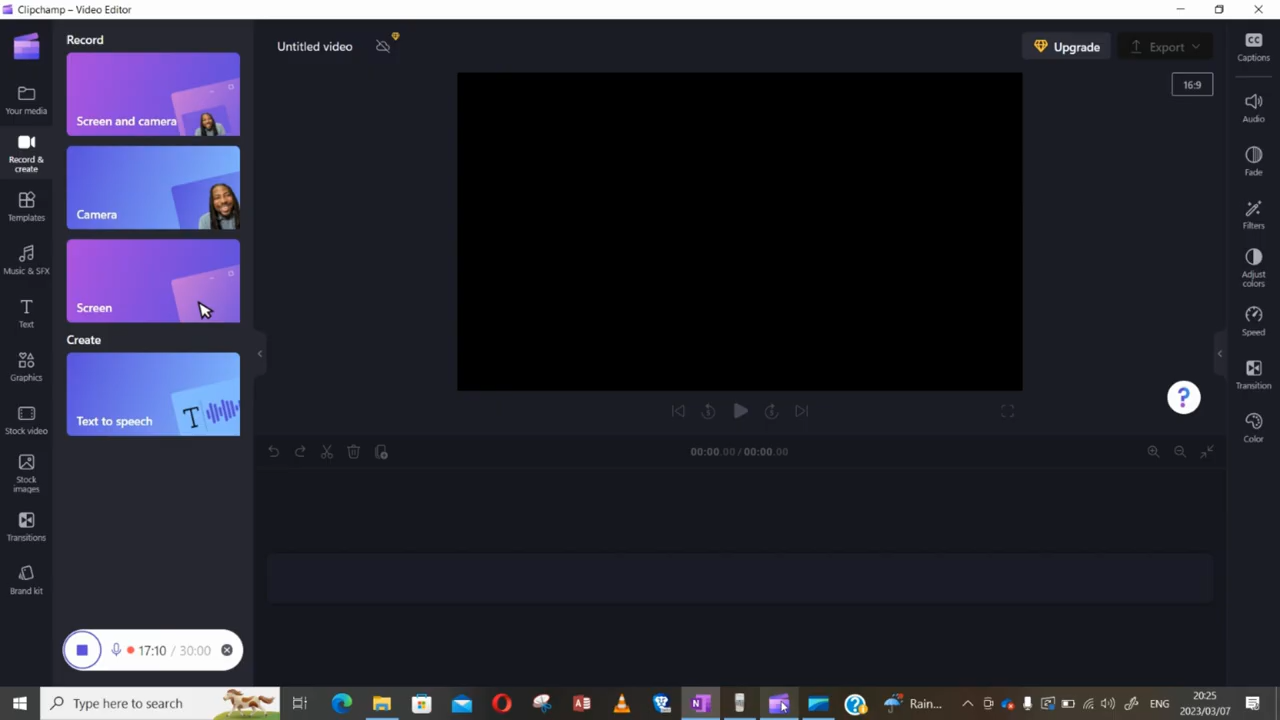 Clipchamp – Video Editor
Record
Screen and camera
Camera
Screen
Create
Text to speech
T
Your media
Record &
create
Templates
Music & SFX
T
Text
Graphics
Stock video
Stock
images
Transitions
Brand kit
Untitled video
Upgrade
Export
16:9
?
00:00.00 / 00:00.00
CC
Captions
Audio
Fade
Filters
Adjust
colors
Speed
Transition
Color
17:10 / 30:00
Type here to search
Rain...
ENG
20:25
2023/03/07